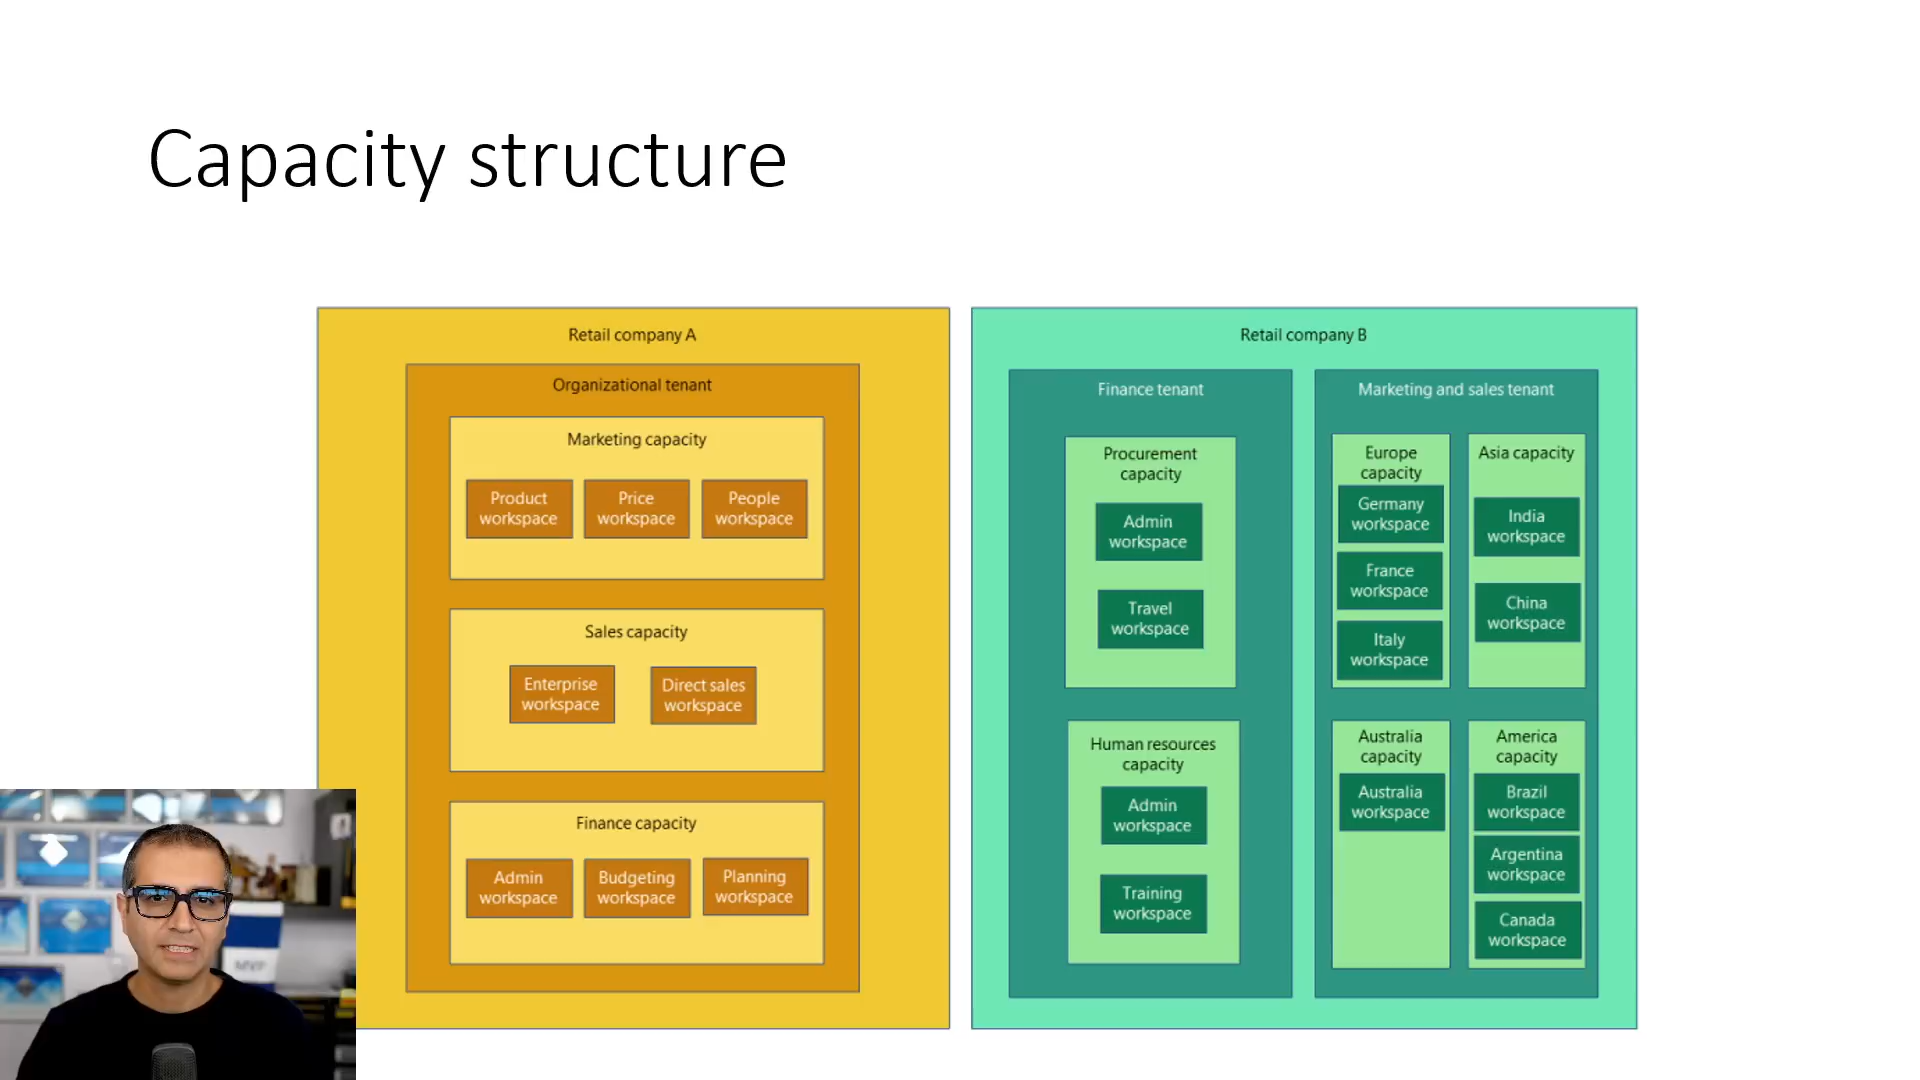 Capacity structure
Retail company A
Organizational tenant
Marketing capacity
Product
workspace
Price
workspace
People
workspace
Sales capacity
Enterprise
workspace
Direct sales
workspace
Finance capacity
Admin
workspace
Budgeting
workspace
Planning
workspace
Retail company B
Finance tenant
Procurement
capacity
Admin
workspace
Travel
workspace
Human resources
capacity
Admin
workspace
Training
workspace
Marketing and sales tenant
Europe
capacity
Germany
workspace
France
workspace
Italy
workspace
Asia capacity
India
workspace
China
workspace
Australia
capacity
Australia
workspace
America
capacity
Brazil
workspace
Argentina
workspace
Canada
workspace
MVP